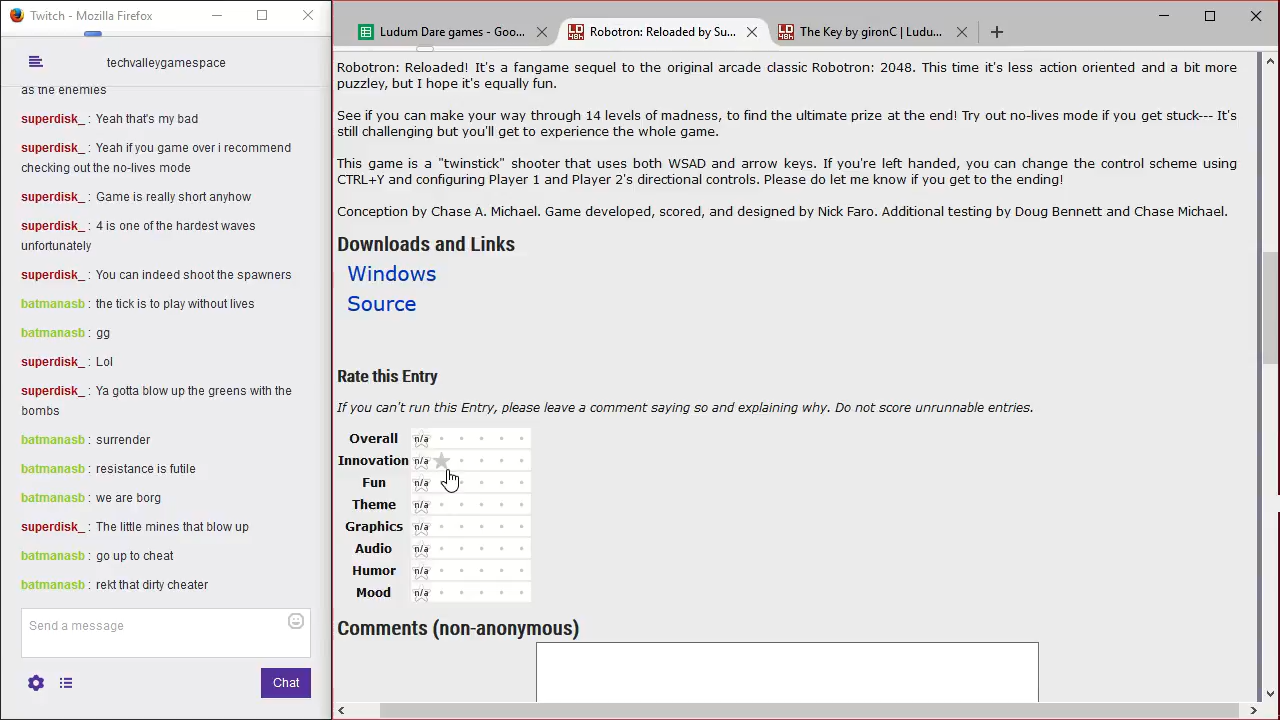 Twitch - Mozilla Firefox
techvalleygamespace
as the enemies
superdisk_ : Yeah that's my bad
superdisk_ : Yeah if you game over i recommend
checking out the no-lives mode
superdisk_ : Game is really short anyhow
superdisk_ : 4 is one of the hardest waves
unfortunately
superdisk_ : You can indeed shoot the spawners
batmanasb : the tick is to play without lives
batmanasb : gg
superdisk_ : Lol
superdisk_ : Ya gotta blow up the greens with the
bombs
batmanasb : surrender
batmanasb : resistance is futile
batmanasb : we are borg
superdisk_ : The little mines that blow up
batmanasb : go up to cheat
batmanasb : rekt that dirty cheater
Send a message
Chat
Ludum Dare games - Goo...
Robotron: Reloaded by Su...
The Key by gironC | Ludu...
Robotron: Reloaded! It's a fangame sequel to the original arcade classic Robotron: 2048. This time it's less action oriented and a bit more
puzzley, but I hope it's equally fun.
See if you can make your way through 14 levels of madness, to find the ultimate prize at the end! Try out no-lives mode if you get stuck--- It's
still challenging but you'll get to experience the whole game.
This game is a "twinstick" shooter that uses both WSAD and arrow keys. If you're left handed, you can change the control scheme using
CTRL+Y and configuring Player 1 and Player 2's directional controls. Please do let me know if you get to the ending!
Conception by Chase A. Michael. Game developed, scored, and designed by Nick Faro. Additional testing by Doug Bennett and Chase Michael.
Downloads and Links
Windows
Source
Rate this Entry
If you can't run this Entry, please leave a comment saying so and explaining why. Do not score unrunnable entries.
Overall n/a
Innovation n/a
Fun n/a
Theme n/a
Graphics n/a
Audio n/a
Humor n/a
Mood n/a
Comments (non-anonymous)